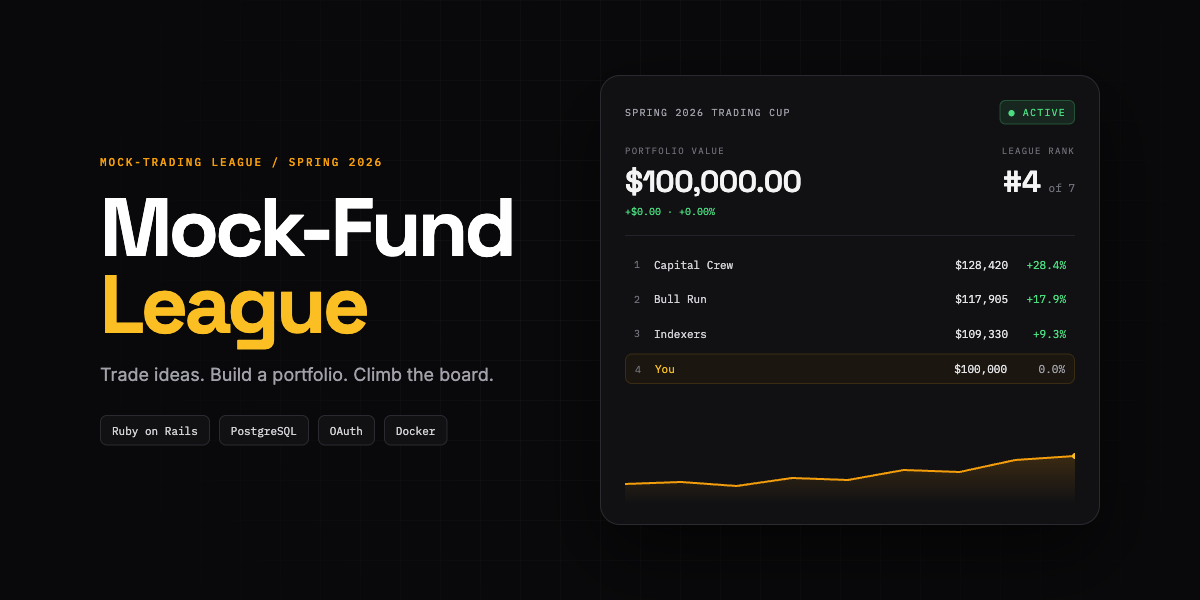 MOCK-TRADING LEAGUE / SPRING 2026
Mock-Fund
League
Trade ideas. Build a portfolio. Climb the board.
Ruby on Rails PostgreSQL OAuth Docker
SPRING 2026 TRADING CUP ACTIVE
PORTFOLIO VALUE LEAGUE RANK
$100,000.00 #4 of 7
+$0.00 · +0.00%
1 Capital Crew $128,420 +28.4%
2 Bull Run $117,905 +17.9%
3 Indexers $109,330 +9.3%
4 You $100,000 0.0%